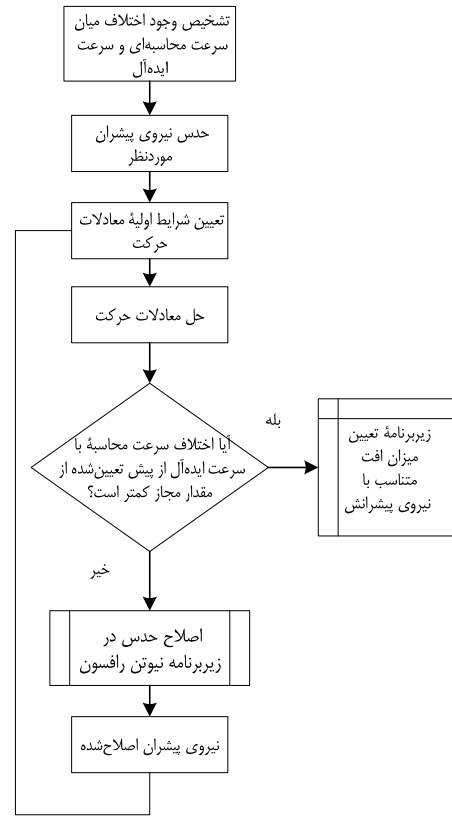 تشخیص وجود اختلاف میان
سرعت محاسبه‌ای و سرعت
ایده‌آل
حدس نیروی پیشران
موردنظر
تعیین شرایط اولیهٔ معادلات
حرکت
حل معادلات حرکت
آیا اختلاف سرعت محاسبهٔ با
سرعت ایده‌آل از پیش تعیین‌شده از
مقدار مجاز کمتر است؟
بله
زیربرنامهٔ تعیین
میزان افت
متناسب با
نیروی پیشرانش
خیر
اصلاح حدس در
زیربرنامه نیوتن رافسون
نیروی پیشران اصلاح‌شده